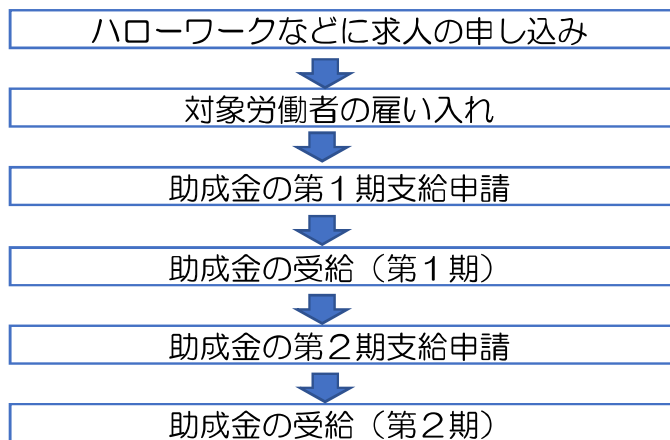 ハローワークなどに求人の申し込み
対象労働者の雇い入れ
助成金の第１期支給申請
助成金の受給（第１期）
助成金の第２期支給申請
助成金の受給（第２期）